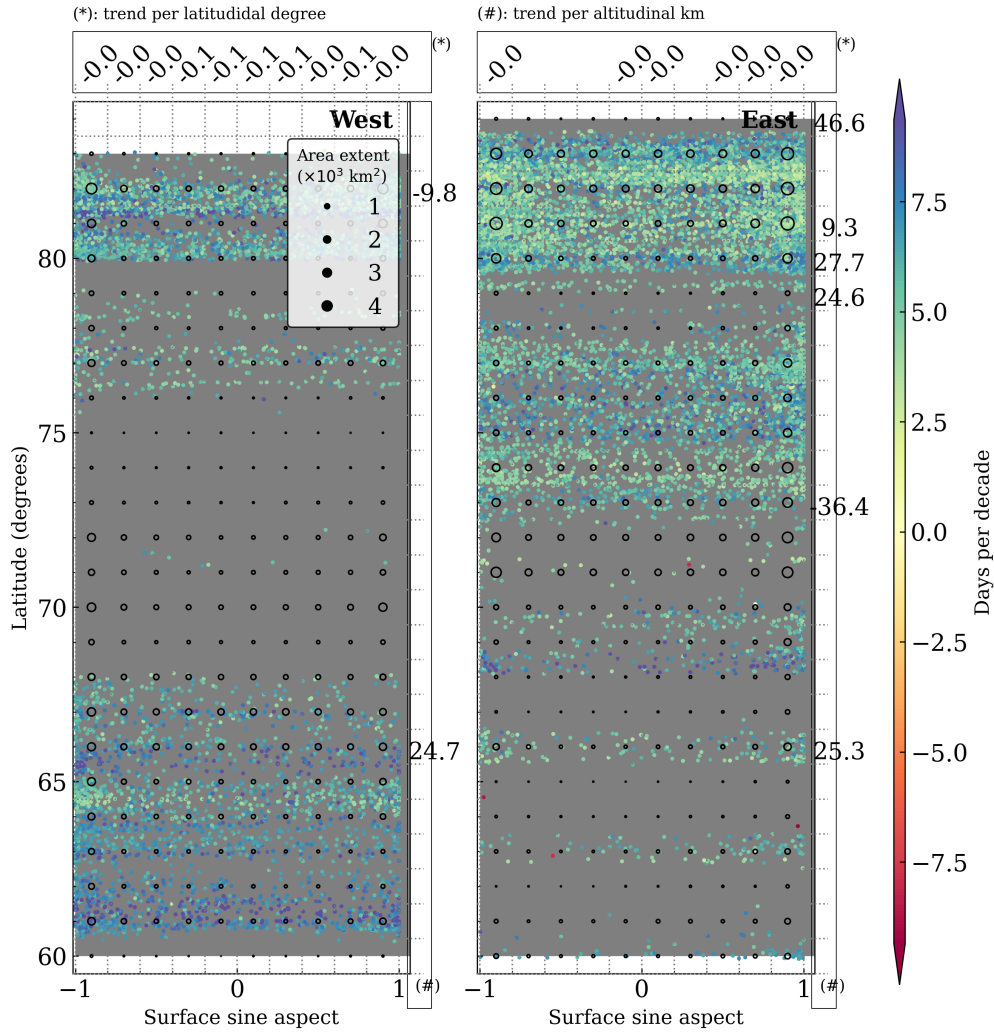 (*): trend per latitudidal degree
(#): trend per altitudinal km
-0.0 -0.0 -0.0 -0.1 -0.1 -0.1 -0.1 -0.1 -0.1 -0.0
(*)
-0.0 -0.0 -0.0 -0.0 -0.0 -0.0
(*)
West
East
Area extent
(×10³ km²)
1
2
3
4
-9.8
24.7
46.6
9.3
27.7
24.6
-36.4
25.3
80
75
70
65
60
Latitude (degrees)
−1 0 1
(#)
Surface sine aspect
−1 0 1
(#)
Surface sine aspect
7.5
5.0
2.5
0.0
−2.5
−5.0
−7.5
Days per decade